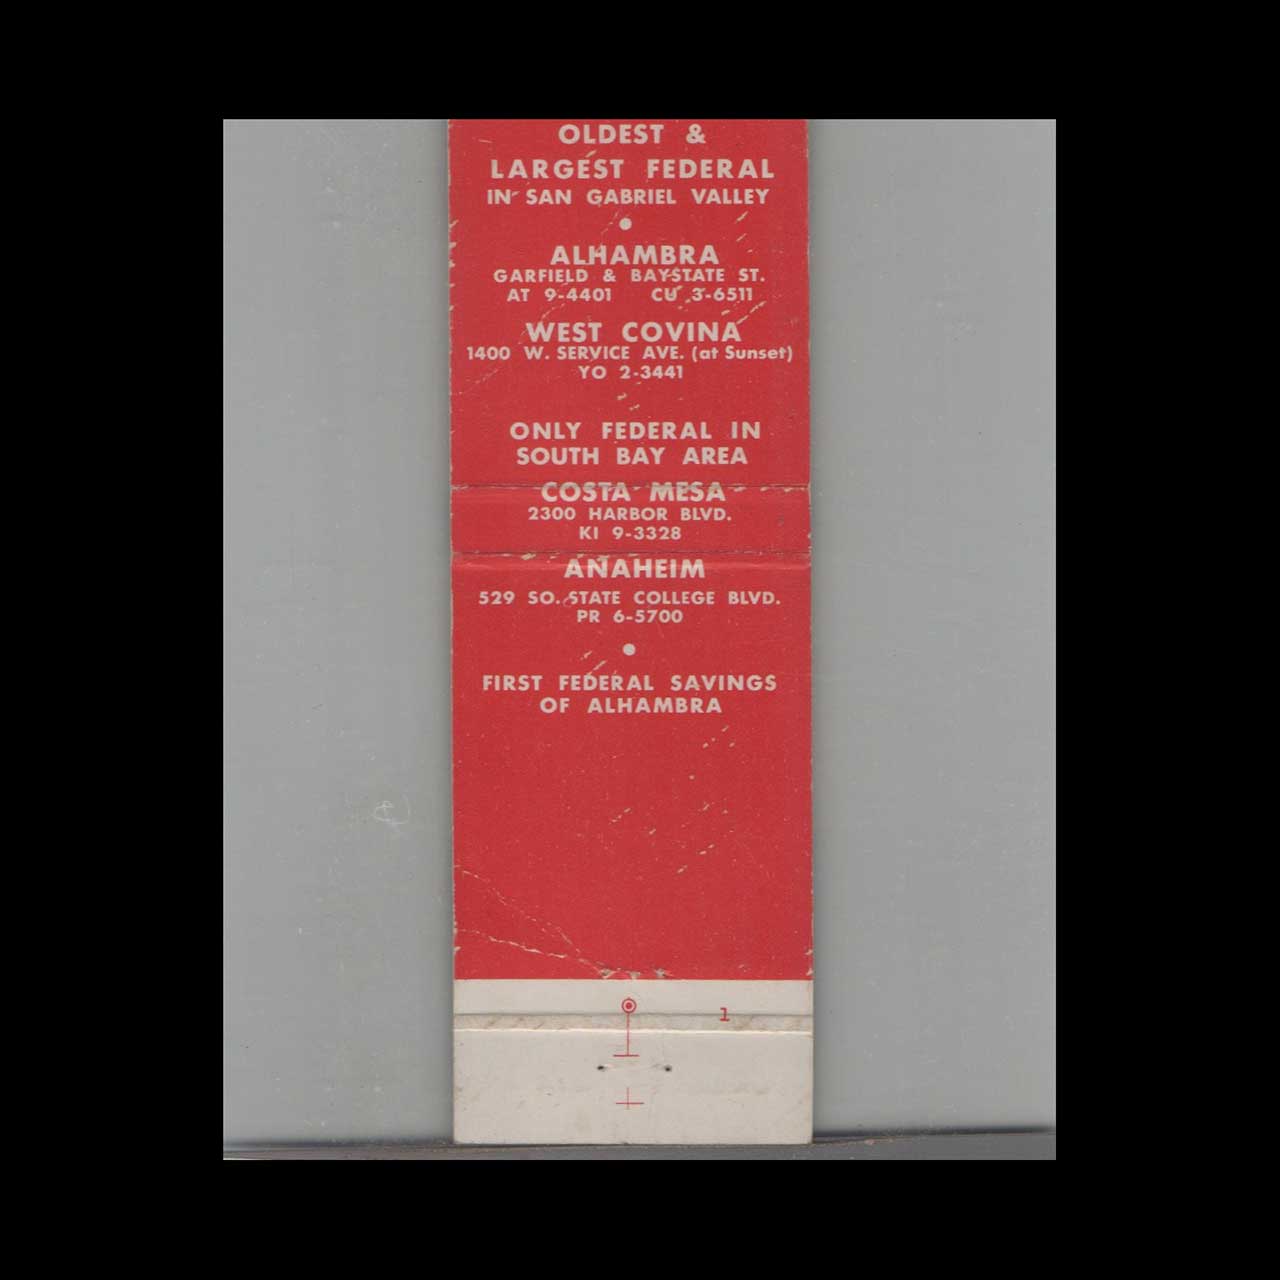 OLDEST &
LARGEST FEDERAL
IN SAN GABRIEL VALLEY
ALHAMBRA
GARFIELD & BAYSTATE ST.
AT 9-4401 CU 3-6511
WEST COVINA
1400 W. SERVICE AVE. (at Sunset)
YO 2-3441
ONLY FEDERAL IN
SOUTH BAY AREA
COSTA MESA
2300 HARBOR BLVD.
KI 9-3328
ANAHEIM
529 SO. STATE COLLEGE BLVD.
PR 6-5700
FIRST FEDERAL SAVINGS
OF ALHAMBRA
1